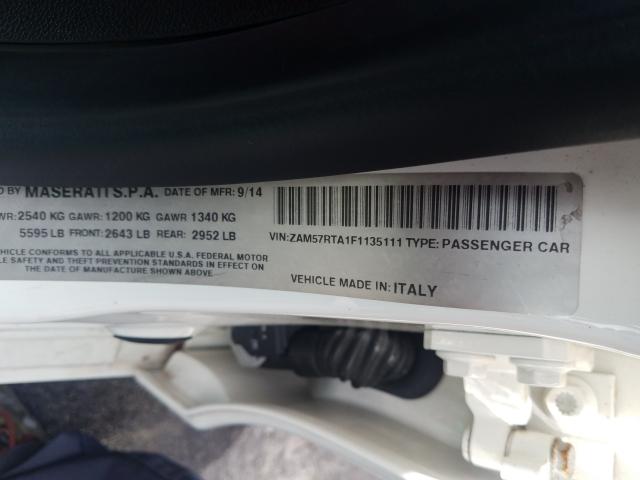 BY MASERATI S.P.A. DATE OF MFR: 9/14
2540 KG GAWR: 1200 KG GAWR 1340 KG
5595 LB FRONT: 2643 LB REAR: 2952 LB
VEHICLE CONFORMS TO ALL APPLICABLE U.S.A. FEDERAL MOTOR
SAFETY AND THEFT PREVENTION STANDARDS IN EFFECT ON
THE DATE OF MANUFACTURED SHOWN ABOVE
VIN: ZAM57RTA1F1135111 TYPE: PASSENGER CAR
VEHICLE MADE IN: ITALY